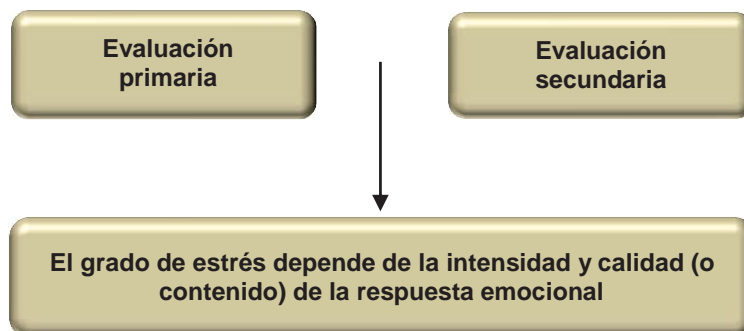 Evaluación
primaria
Evaluación
secundaria
El grado de estrés depende de la intensidad y calidad (o
contenido) de la respuesta emocional